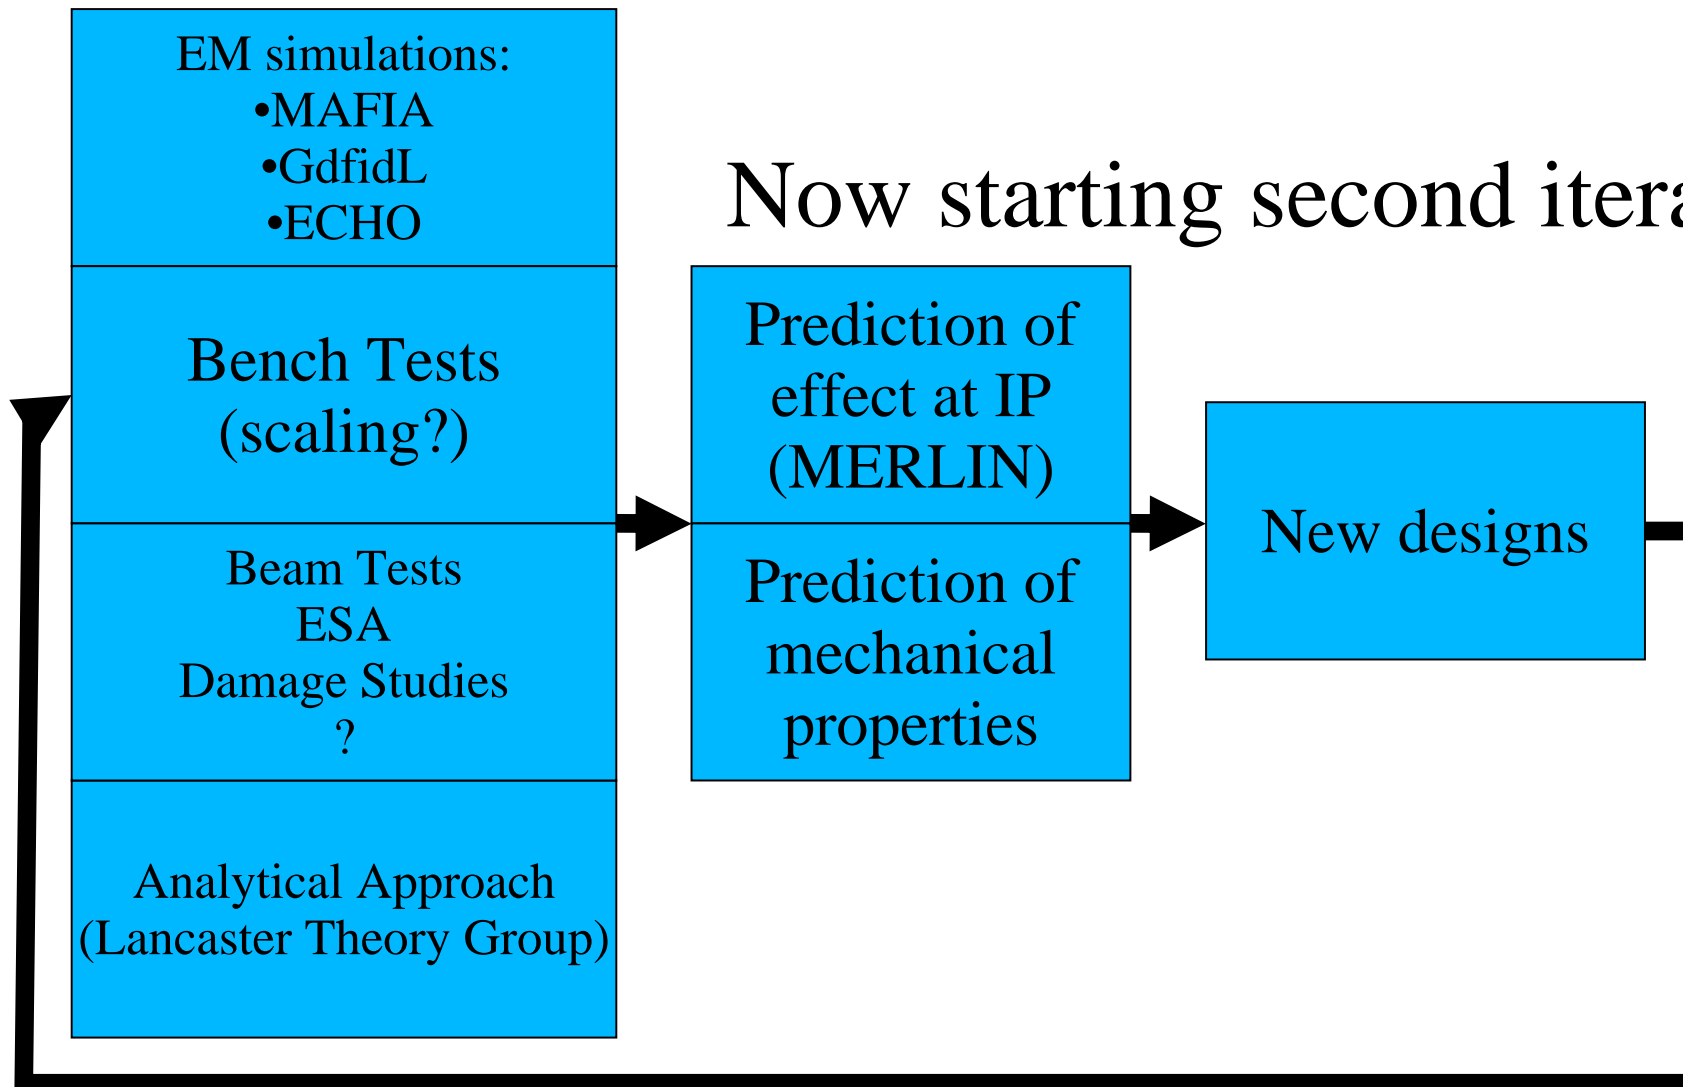 EM simulations:
•MAFIA
•GdfidL
•ECHO
Bench Tests
(scaling?)
Beam Tests
ESA
Damage Studies
?
Analytical Approach
(Lancaster Theory Group)
Now starting second
Prediction of
effect at IP
(MERLIN)
Prediction of
mechanical
properties
New designs